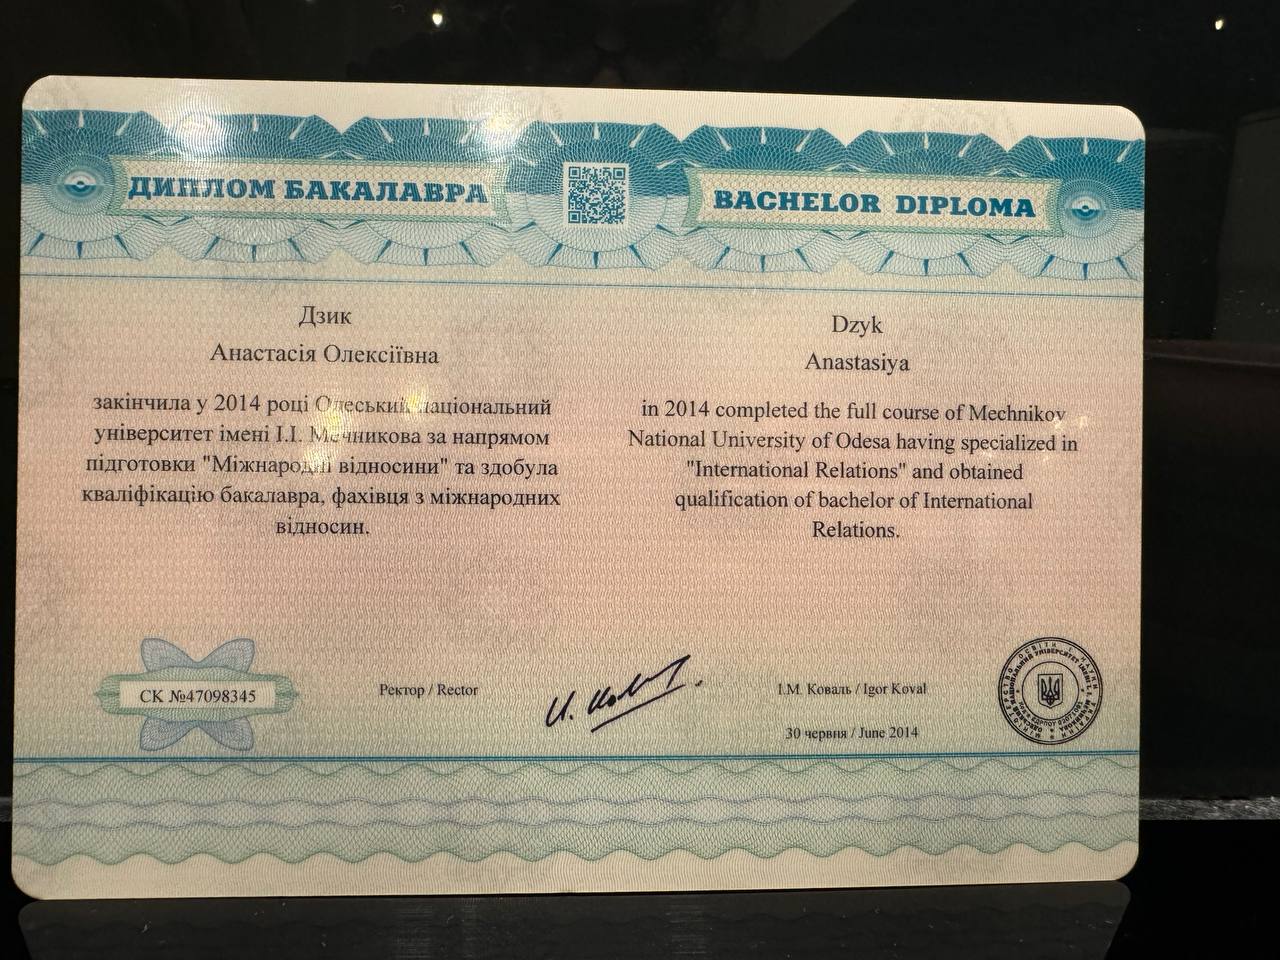 ДИПЛОМ БАКАЛАВРА
Дзик
Анастасія Олексіївна
закінчила у 2014 році Одеський національний
університет імені І.І. Мечникова за напрямом
підготовки "Міжнародні відносини" та здобула
кваліфікацію бакалавра, фахівця з міжнародних
відносин.
BACHELOR DIPLOMA
Dzyk
Anastasiya
in 2014 completed the full course of Mechnikov
National University of Odesa having specialized in
"International Relations" and obtained
qualification of bachelor of International
Relations.
СК №47098345
Ректор / Rector
І.М. Коваль / Igor Koval
30 червня / June 2014